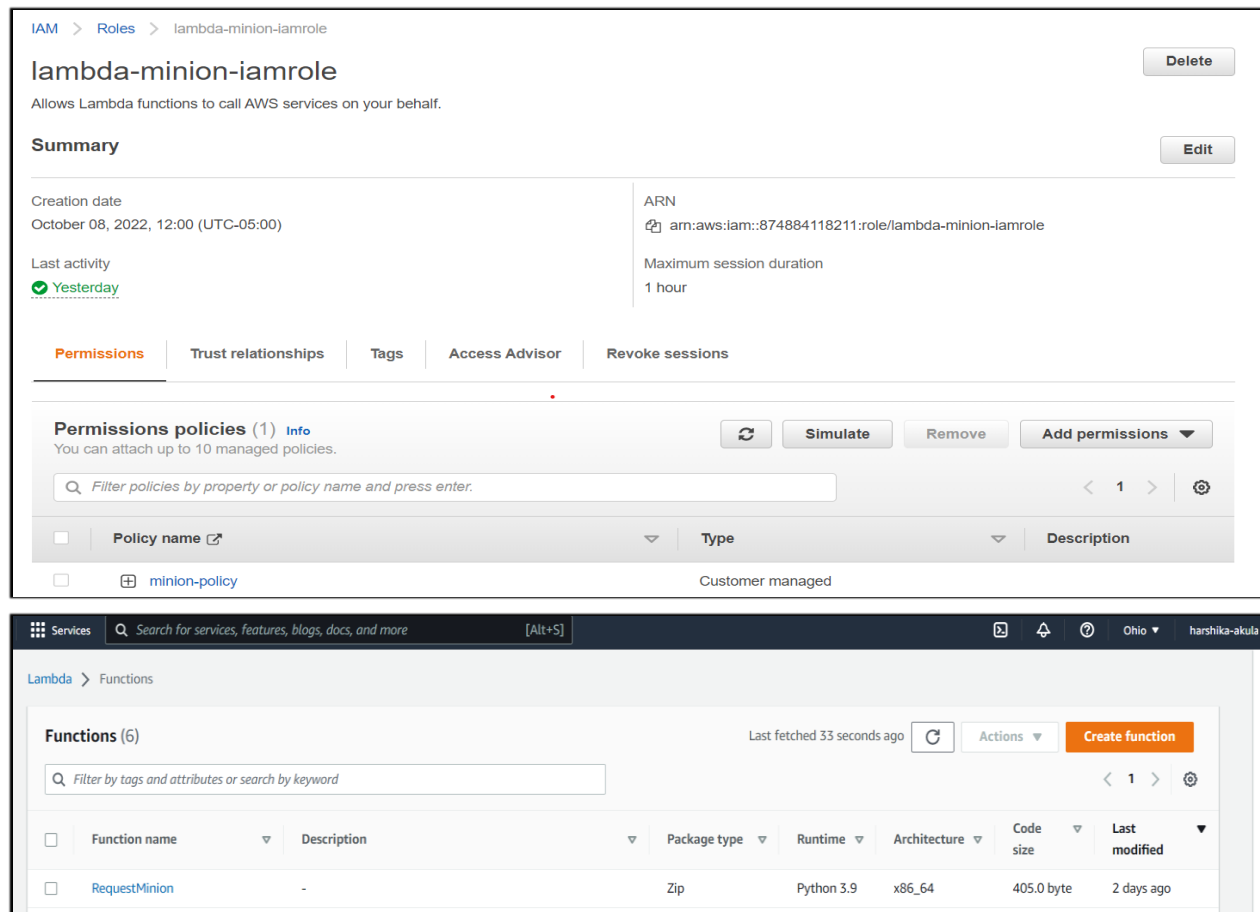 IAM > Roles > lambda-minion-iamrole
lambda-minion-iamrole
Delete
Allows Lambda functions to call AWS services on your behalf.
Summary
Edit
Creation date
October 08, 2022, 12:00 (UTC-05:00)
ARN
arn:aws:iam::874884118211:role/lambda-minion-iamrole
Last activity
Yesterday
Maximum session duration
1 hour
Permissions Trust relationships Tags Access Advisor Revoke sessions
Permissions policies (1) Info
You can attach up to 10 managed policies.
Simulate Remove Add permissions
Filter policies by property or policy name and press enter.
< 1 >
Policy name Type Description
minion-policy Customer managed
Services Search for services, features, blogs, docs, and more [Alt+S] Ohio harshika-akula
Lambda > Functions
Functions (6) Last fetched 33 seconds ago Actions Create function
Filter by tags and attributes or search by keyword
< 1 >
Function name Description Package type Runtime Architecture Code size Last modified
RequestMinion - Zip Python 3.9 x86_64 405.0 byte 2 days ago